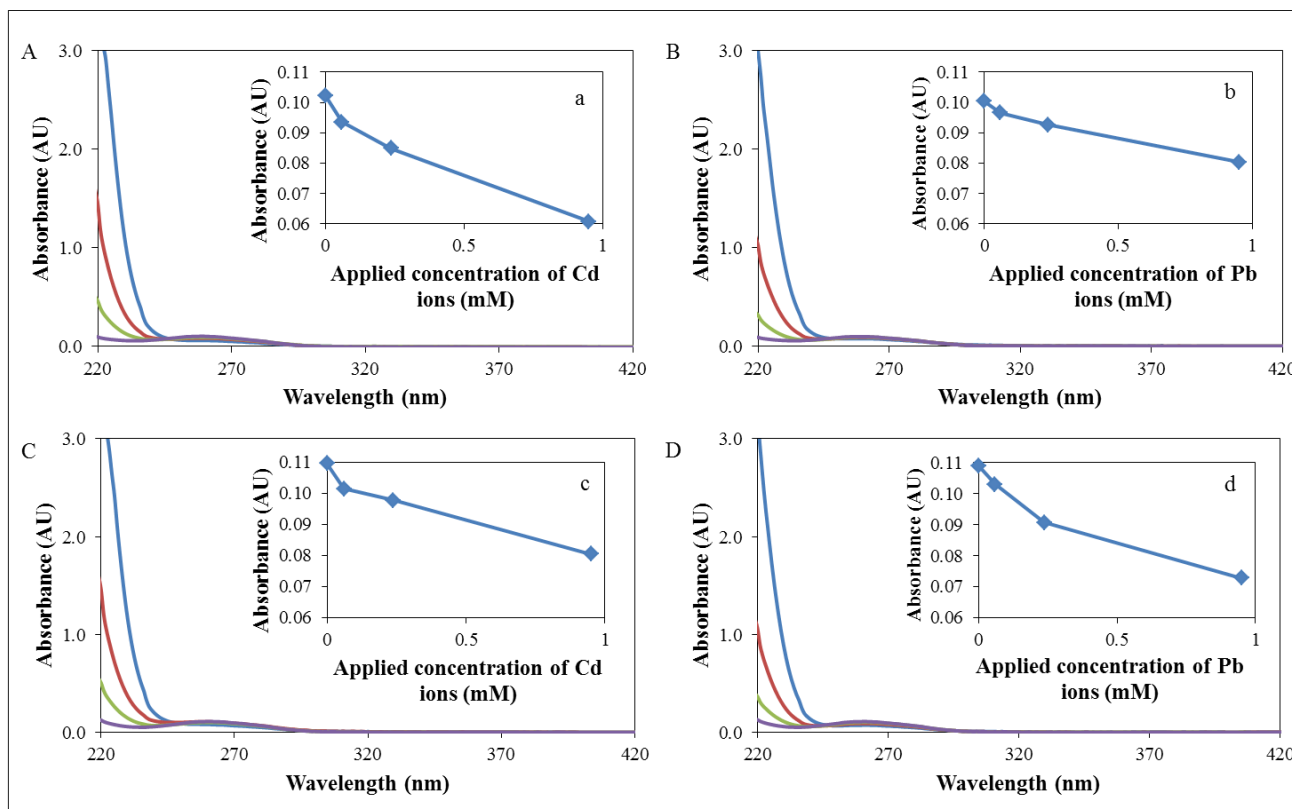 A
3.0
2.0
1.0
0.0
Absorbance (AU)
220 270 320 370 420
Wavelength (nm)
a
0.11
0.10
0.09
0.08
0.07
0.06
Absorbance (AU)
0 0.5 1
Applied concentration of Cd
ions (mM)
B
3.0
2.0
1.0
0.0
Absorbance (AU)
220 270 320 370 420
Wavelength (nm)
b
0.11
0.10
0.09
0.08
0.07
0.06
Absorbance (AU)
0 0.5 1
Applied concentration of Pb
ions (mM)
C
3.0
2.0
1.0
0.0
Absorbance (AU)
220 270 320 370 420
Wavelength (nm)
c
0.11
0.10
0.09
0.08
0.07
0.06
Absorbance (AU)
0 0.5 1
Applied concentration of Cd
ions (mM)
D
3.0
2.0
1.0
0.0
Absorbance (AU)
220 270 320 370 420
Wavelength (nm)
d
0.11
0.10
0.09
0.08
0.07
0.06
Absorbance (AU)
0 0.5 1
Applied concentration of Pb
ions (mM)